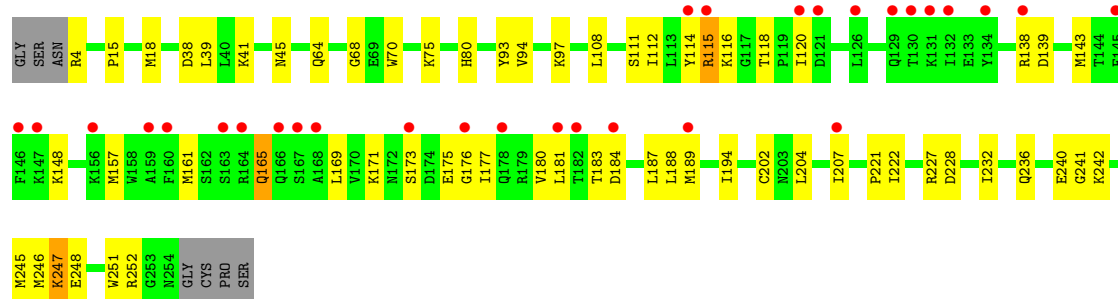 GLY SER ASN R4 P15 M18 D38 L39 L40 K41 N45 Q64 G68 E69 W70 K75 H80 Y93 V94 K97 L108 S111 I112 L113 Y114 R115 K116 G117 T118 P119 I120 D121 L126 Q129 T130 K131 I132 E133 Y134 R138 D139 M143 T144 E145
F146 K147 K148 K156 M157 W158 A159 F160 M161 S162 S163 R164 Q165 Q166 S167 A168 L169 V170 K171 N172 S173 D174 E175 G176 I177 Q178 R179 V180 L181 T182 T183 D184 L187 L188 M189 I194 C202 N203 L204 I207 P221 I222 R227 D228 I232 Q236 E240 G241 K242
M245 M246 K247 E248 W251 R252 G253 N254 GLY CYS PRO SER